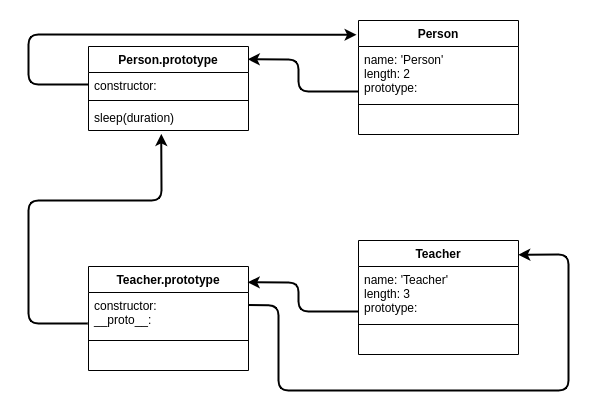 Person.prototype
constructor:
sleep(duration)
Person
name: 'Person'
length: 2
prototype:
Teacher.prototype
constructor:
__proto__:
Teacher
name: 'Teacher'
length: 3
prototype: